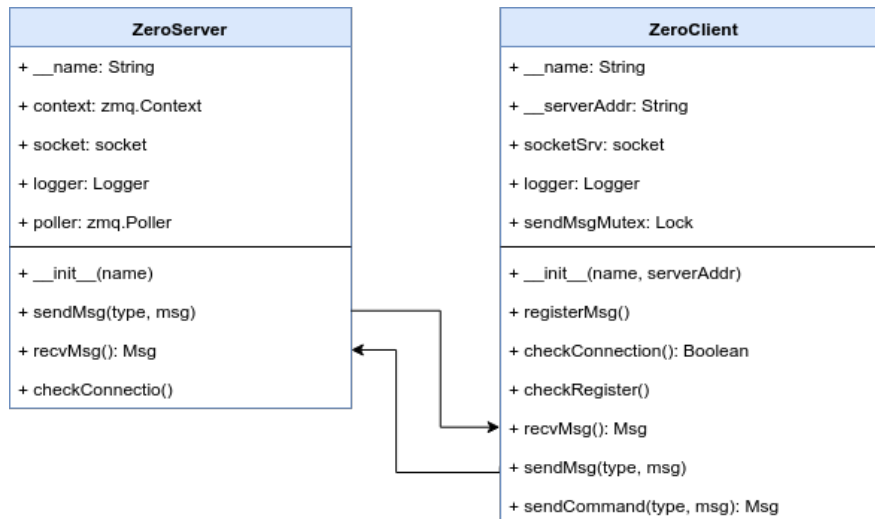 ZeroServer
+ __name: String
+ context: zmq.Context
+ socket: socket
+ logger: Logger
+ poller: zmq.Poller
+ __init__(name)
+ sendMsg(type, msg)
+ recvMsg(): Msg
+ checkConnectio()
ZeroClient
+ __name: String
+ __serverAddr: String
+ socketSrv: socket
+ logger: Logger
+ sendMsgMutex: Lock
+ __init__(name, serverAddr)
+ registerMsg()
+ checkConnection(): Boolean
+ checkRegister()
+ recvMsg(): Msg
+ sendMsg(type, msg)
+ sendCommand(type, msg): Msg